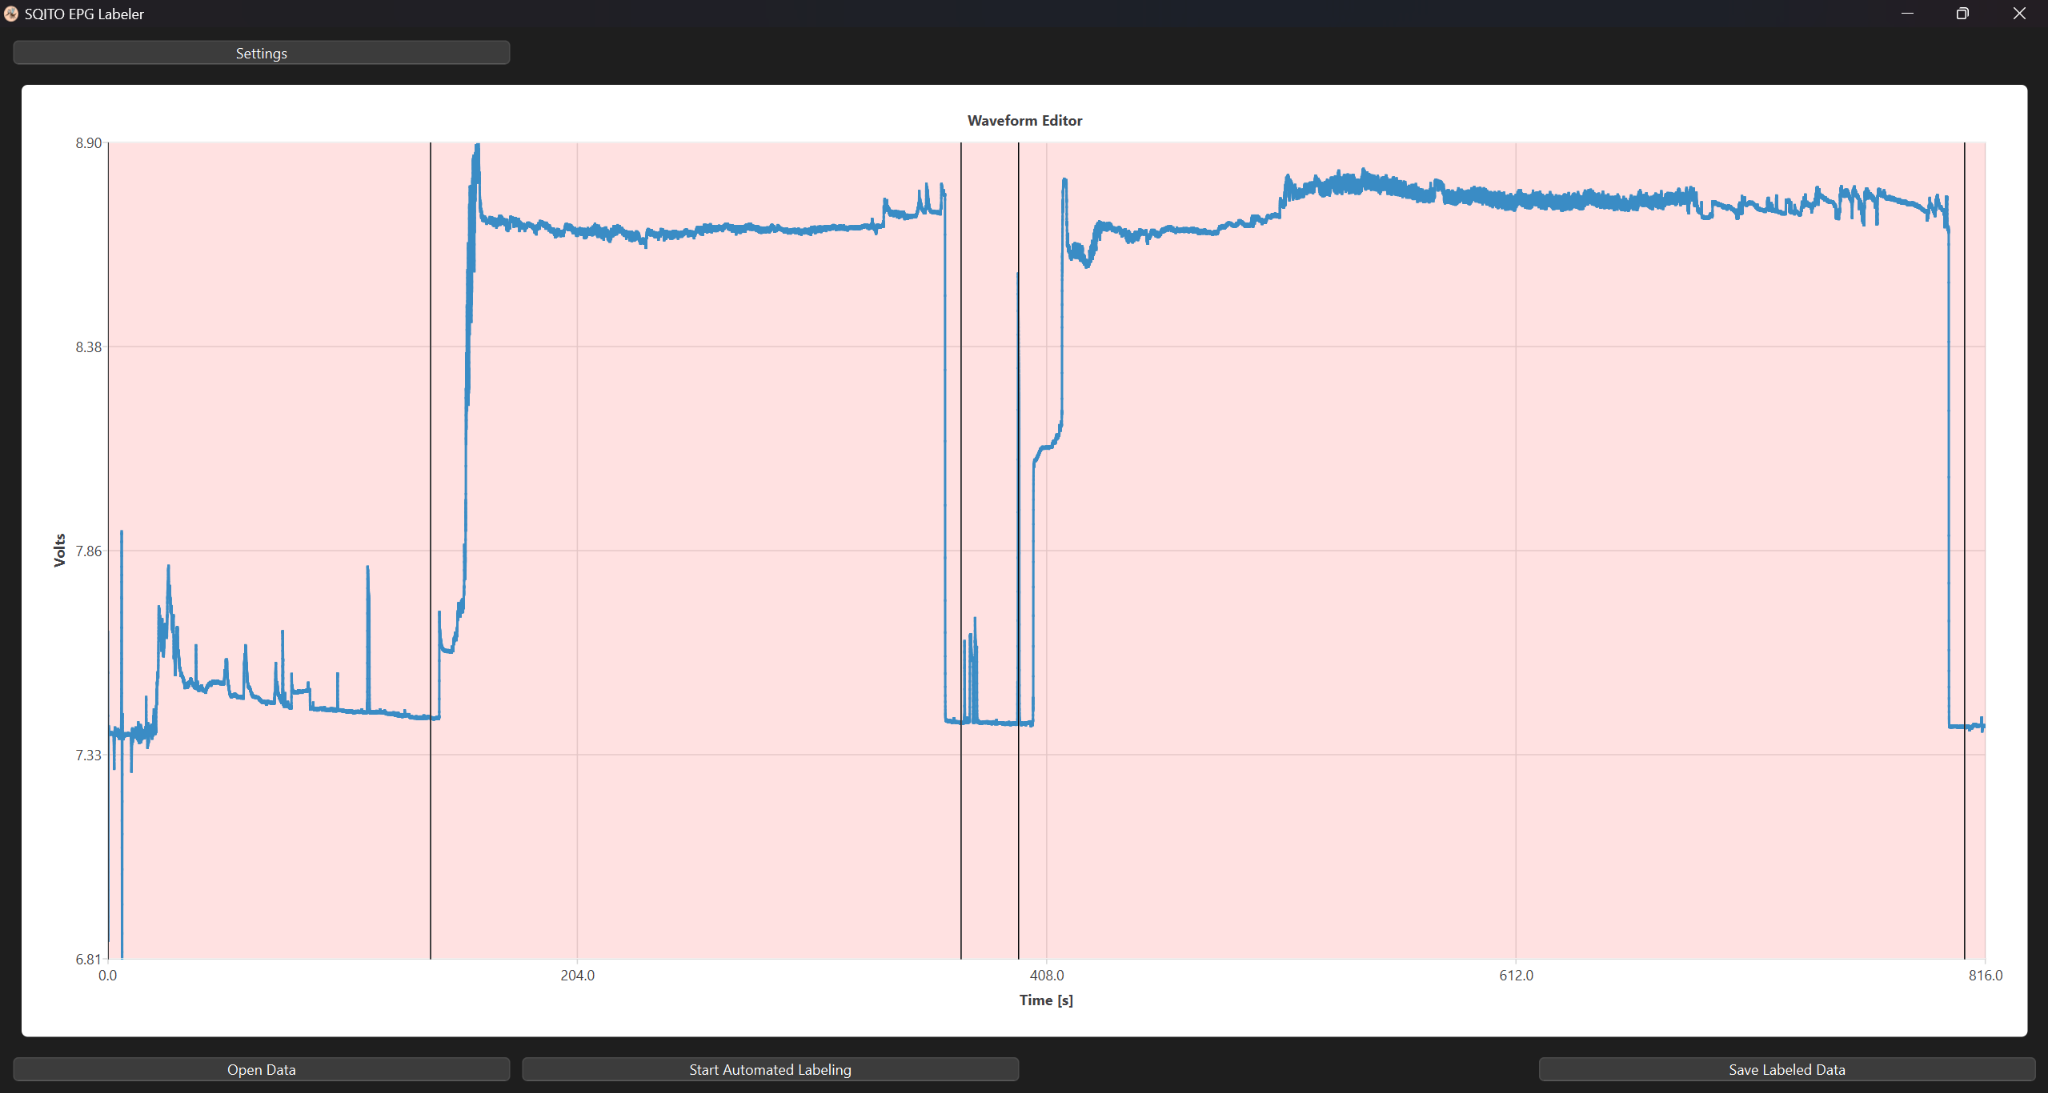 SQITO EPG Labeler
Settings
Waveform Editor
8.90
8.38
7.86
7.33
6.81
Volts
0.0
204.0
408.0
612.0
816.0
Time [s]
Open Data
Start Automated Labeling
Save Labeled Data